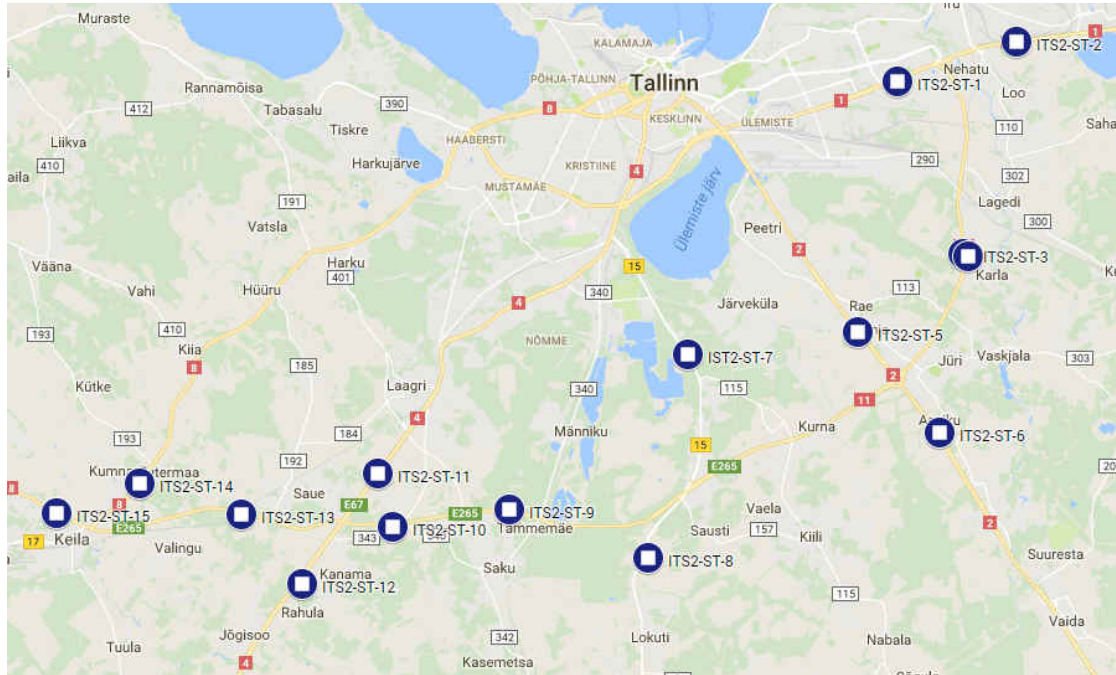 Iru
Muraste
KALAMAJA
1
ITS2-ST-2
PÕHJA-TALLINN
Tallinn
Nehatu
Rannamõisa
ITS2-ST-1
Loo
412
Tabasalu
390
8
1
KESKLINN
ÜLEMISTE
Saha
Tiskre
110
Liikva
HAABERSTI
410
Harkujärve
KRISTIINE
4
290
302
MUSTAMÄE
191
Ülemiste järv
Lagedi
300
Vatsla
Peetri
2
ITS2-ST-3
Vääna
Harku
15
Karla
401
Vahi
Hüüru
340
113
4
Järveküla
Rae
193
410
ITS2-ST-5
NÕMME
Kiia
IST2-ST-7
Jüri
Vaskjala
303
8
185
2
Kütke
Laagri
340
115
11
4
Männiku
Kurna
Aaviku
193
184
ITS2-ST-6
15
192
E265
Kumna
ITS2-ST-11
8
ITS2-ST-14
Saue
E67
8
ITS2-ST-15
ITS2-ST-13
E265
ITS2-ST-9
Vaela
E265
ITS2-ST-10
Tammemäe
157
2
Keila
343
Sausti
Kiili
17
Valingu
ITS2-ST-8
Suuresta
Kanama
Saku
ITS2-ST-12
115
Rahula
Vaida
Jõgisoo
342
Lokuti
Nabala
Tuula
4
Kasemetsa